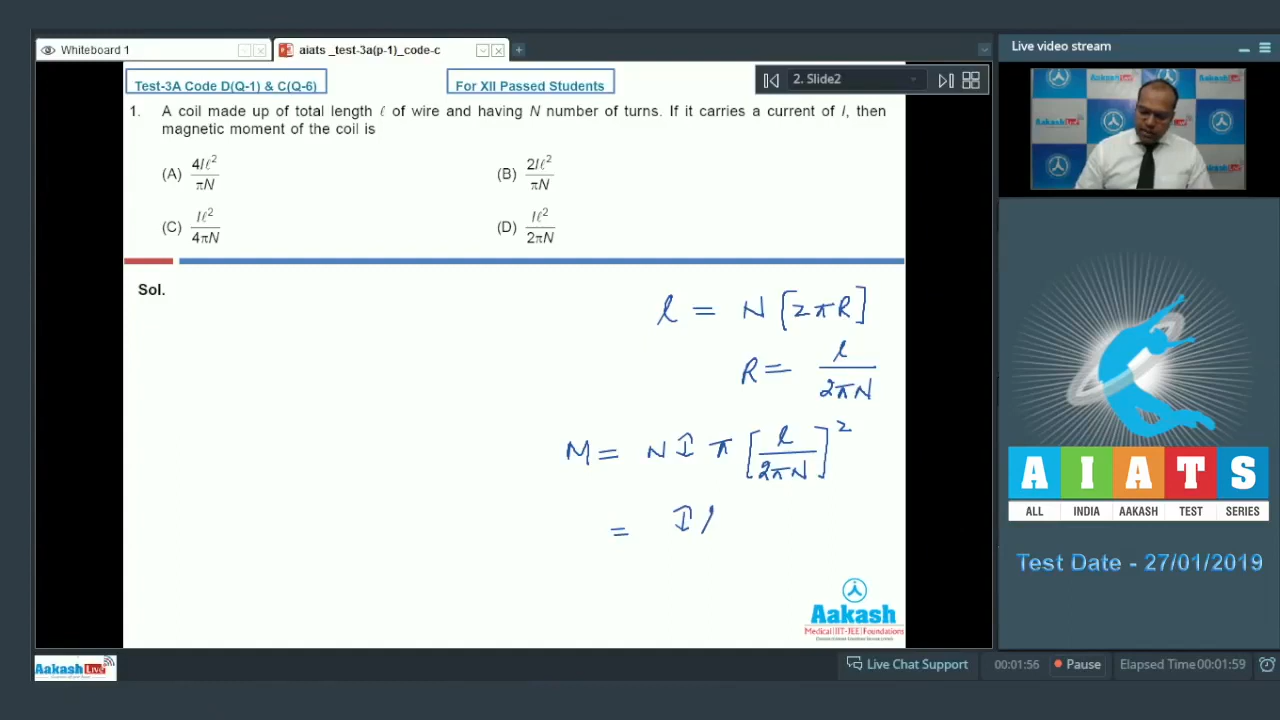 Whiteboard 1
aiats _test-3a(p-1)_code-c
Live video stream
Test-3A Code D(Q-1) & C(Q-6)
For XII Passed Students
2. Slide2
1. A coil made up of total length ℓ of wire and having N number of turns. If it carries a current of I, then
magnetic moment of the coil is
(A) 4Iℓ²/πN
(B) 2Iℓ²/πN
(C) Iℓ²/4πN
(D) Iℓ²/2πN
Sol.
l = N [2πR]
R = l/2πN
M = N I π [l/2πN]²
= I l
AIATS
ALL INDIA AAKASH TEST SERIES
Test Date - 27/01/2019
Aakash
Medical|IIT-JEE|Foundations
Aakash Live
Live Chat Support
00:01:56
Pause
Elapsed Time 00:01:59